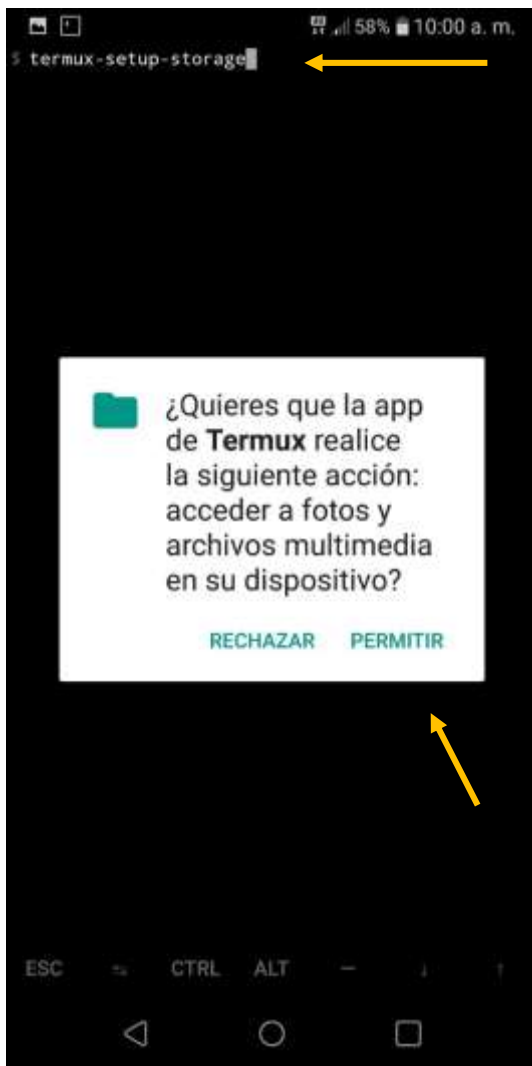 58% 10:00 a. m.
$ termux-setup-storage
¿Quieres que la app
de Termux realice
la siguiente acción:
acceder a fotos y
archivos multimedia
en su dispositivo?
RECHAZAR PERMITIR
ESC CTRL ALT — ↓ ↑